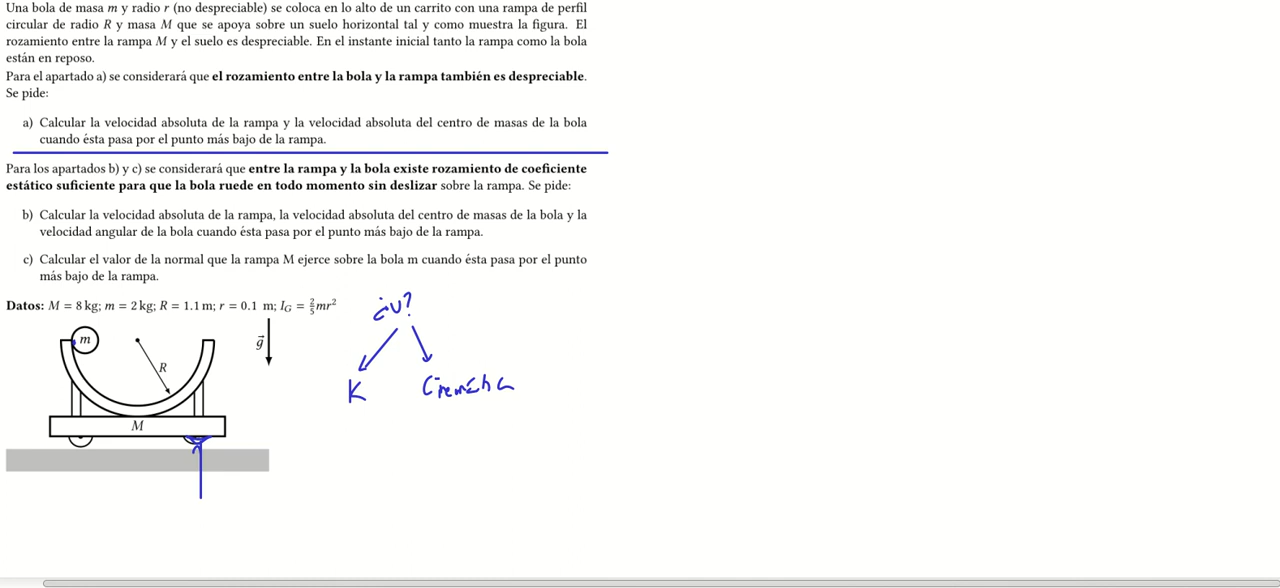 Una bola de masa m y radio r (no despreciable) se coloca en lo alto de un carrito con una rampa de perfil
circular de radio R y masa M que se apoya sobre un suelo horizontal tal y como muestra la figura. El
rozamiento entre la rampa M y el suelo es despreciable. En el instante inicial tanto la rampa como la bola
están en reposo.
Para el apartado a) se considerará que el rozamiento entre la bola y la rampa también es despreciable.
Se pide:
a) Calcular la velocidad absoluta de la rampa y la velocidad absoluta del centro de masas de la bola
cuando ésta pasa por el punto más bajo de la rampa.
Para los apartados b) y c) se considerará que entre la rampa y la bola existe rozamiento de coeficiente
estático suficiente para que la bola ruede en todo momento sin deslizar sobre la rampa. Se pide:
b) Calcular la velocidad absoluta de la rampa, la velocidad absoluta del centro de masas de la bola y la
velocidad angular de la bola cuando ésta pasa por el punto más bajo de la rampa.
c) Calcular el valor de la normal que la rampa M ejerce sobre la bola m cuando ésta pasa por el punto
más bajo de la rampa.
Datos: M = 8 kg; m = 2 kg; R = 1.1 m; r = 0.1 m; I_G = 2/5 mr²
¿v?
K
m
R
g⃗
M